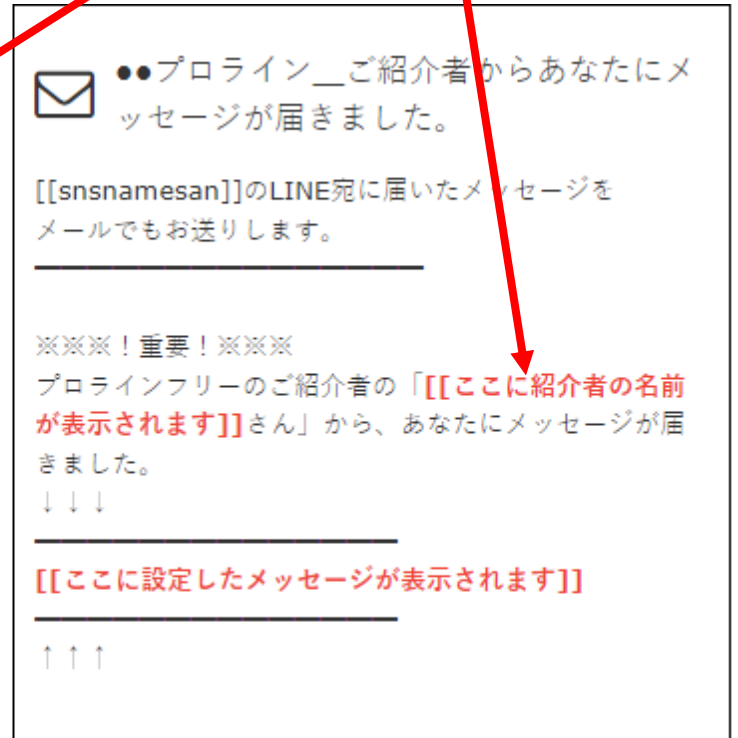 ●●プロライン__ご紹介者からあなたにメ
ッセージが届きました。
[[snsnamesan]]のLINE宛に届いたメッセージを
メールでもお送りします。
※※※！重要！※※※
プロラインフリーのご紹介者の「[[ここに紹介者の名前
が表示されます]]さん」から、あなたにメッセージが届
きました。
↓↓↓
[[ここに設定したメッセージが表示されます]]
↑↑↑